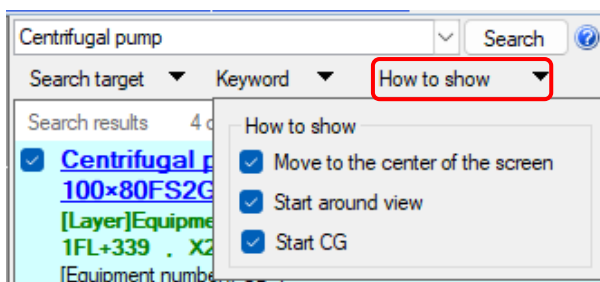 Centrifugal pump
Search
Search target
Keyword
How to show
Search results
How to show
Move to the center of the screen
Centrifugal
100×80FS2G
Start around view
[Layer]Equipme
1FL+339 , X2
Start CG
[Equipment number